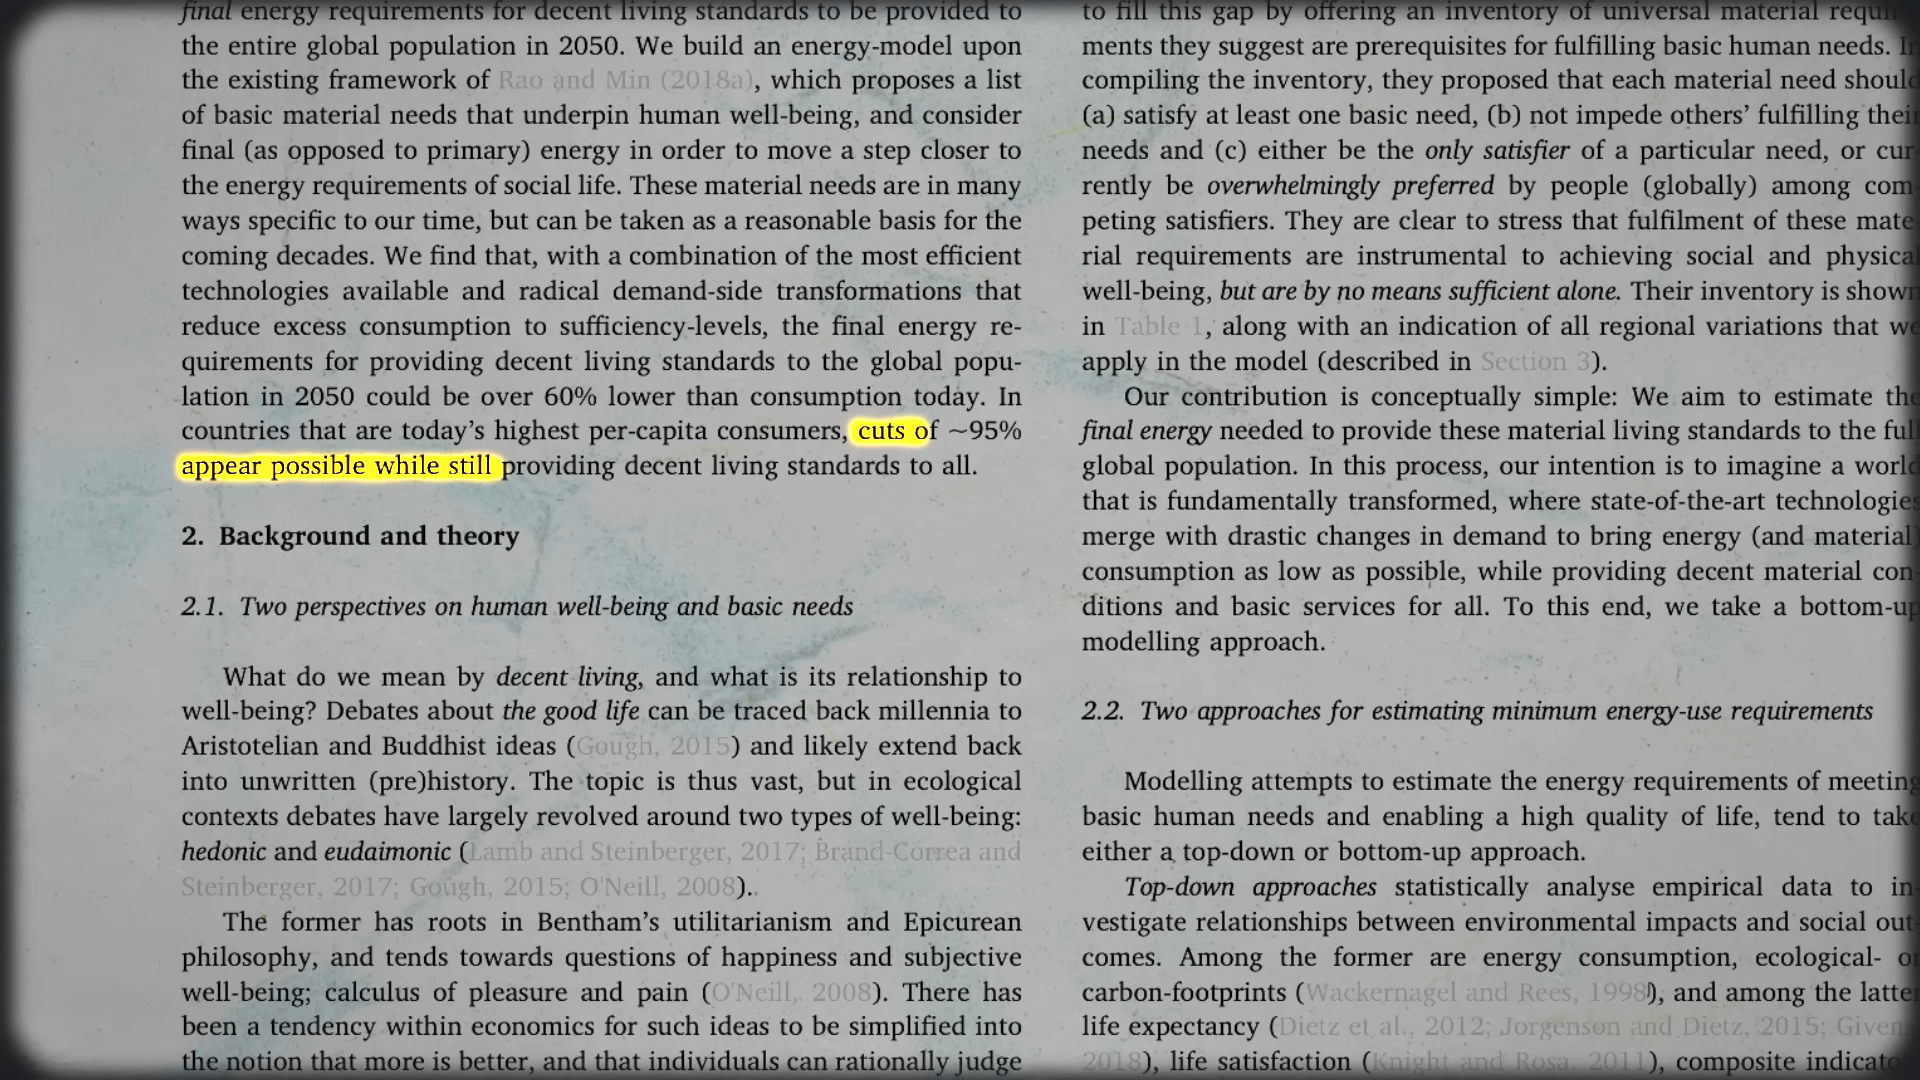 final energy requirements for decent living standards to be provided to
the entire global population in 2050. We build an energy-model upon
the existing framework of Rao and Min (2018a), which proposes a list
of basic material needs that underpin human well-being, and consider
final (as opposed to primary) energy in order to move a step closer to
the energy requirements of social life. These material needs are in many
ways specific to our time, but can be taken as a reasonable basis for the
coming decades. We find that, with a combination of the most efficient
technologies available and radical demand-side transformations that
reduce excess consumption to sufficiency-levels, the final energy re-
quirements for providing decent living standards to the global popu-
lation in 2050 could be over 60% lower than consumption today. In
countries that are today's highest per-capita consumers, cuts of ~95%
appear possible while still providing decent living standards to all.
2. Background and theory
2.1. Two perspectives on human well-being and basic needs
What do we mean by decent living, and what is its relationship to
well-being? Debates about the good life can be traced back millennia to
Aristotelian and Buddhist ideas (Gough, 2015) and likely extend back
into unwritten (pre)history. The topic is thus vast, but in ecological
contexts debates have largely revolved around two types of well-being:
hedonic and eudaimonic (Lamb and Steinberger, 2017; Brand-Correa and
Steinberger, 2017; Gough, 2015; O'Neill, 2008)..
The former has roots in Bentham's utilitarianism and Epicurean
philosophy, and tends towards questions of happiness and subjective
well-being; calculus of pleasure and pain (O'Neill, 2008). There has
been a tendency within economics for such ideas to be simplified into
the notion that more is better, and that individuals can rationally judge
to fill this gap by offering an inventory of universal material requi
ments they suggest are prerequisites for fulfilling basic human needs. I
compiling the inventory, they proposed that each material need should
(a) satisfy at least one basic need, (b) not impede others' fulfilling their
needs and (c) either be the only satisfier of a particular need, or cur-
rently be overwhelmingly preferred by people (globally) among com-
peting satisfiers. They are clear to stress that fulfilment of these mate-
rial requirements are instrumental to achieving social and physical
well-being, but are by no means sufficient alone. Their inventory is shown
in Table 1, along with an indication of all regional variations that we
apply in the model (described in Section 3).
Our contribution is conceptually simple: We aim to estimate the
final energy needed to provide these material living standards to the full
global population. In this process, our intention is to imagine a world
that is fundamentally transformed, where state-of-the-art technologies
merge with drastic changes in demand to bring energy (and material)
consumption as low as possible, while providing decent material con-
ditions and basic services for all. To this end, we take a bottom-up
modelling approach.
2.2. Two approaches for estimating minimum energy-use requirements
Modelling attempts to estimate the energy requirements of meeting
basic human needs and enabling a high quality of life, tend to take
either a top-down or bottom-up approach.
Top-down approaches statistically analyse empirical data to in-
vestigate relationships between environmental impacts and social out-
comes. Among the former are energy consumption, ecological- or
carbon-footprints (Wackernagel and Rees, 1998), and among the latter
life expectancy (Dietz et al., 2012; Jorgenson and Dietz, 2015; Given
2018), life satisfaction (Knight and Rosa, 2011), composite indicato